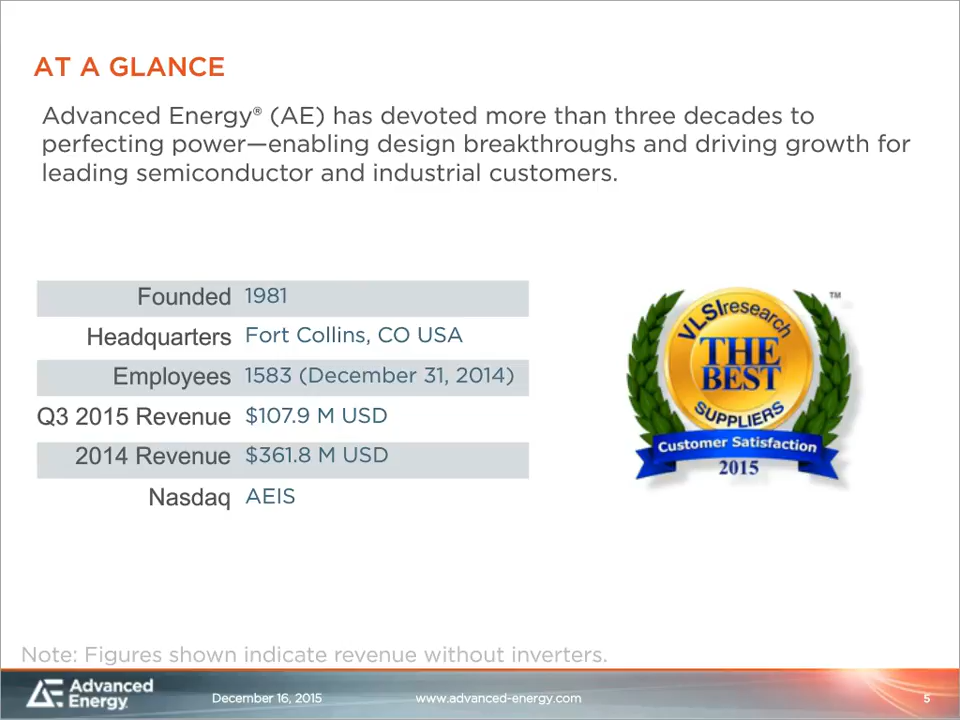 AT A GLANCE
Advanced Energy® (AE) has devoted more than three decades to
perfecting power—enabling design breakthroughs and driving growth for
leading semiconductor and industrial customers.
Founded 1981
Headquarters Fort Collins, CO USA
Employees 1583 (December 31, 2014)
Q3 2015 Revenue $107.9 M USD
2014 Revenue $361.8 M USD
Nasdaq AEIS
TM
VLSIresearch
THE
BEST
SUPPLIERS
Customer Satisfaction
2015
Note: Figures shown indicate revenue without inverters.
Advanced
Energy
December 16, 2015 www.advanced-energy.com 5